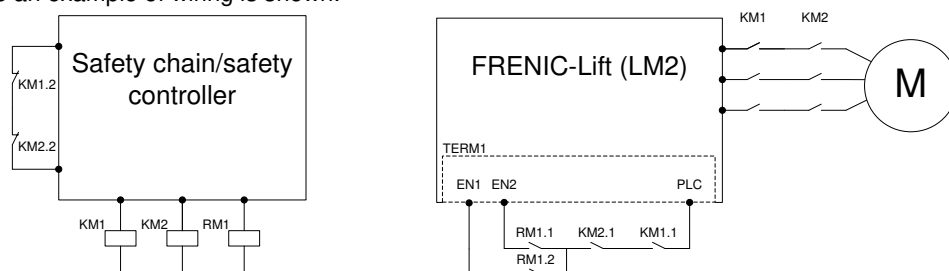 an example of wiring is shown.
KM1 KM2
Safety chain/safety
controller
KM1.2
KM2.2
FRENIC-Lift (LM2)
M
TERM1
EN1 EN2 PLC
KM1 KM2 RM1
RM1.1 KM2.1 KM1.1
RM1.2